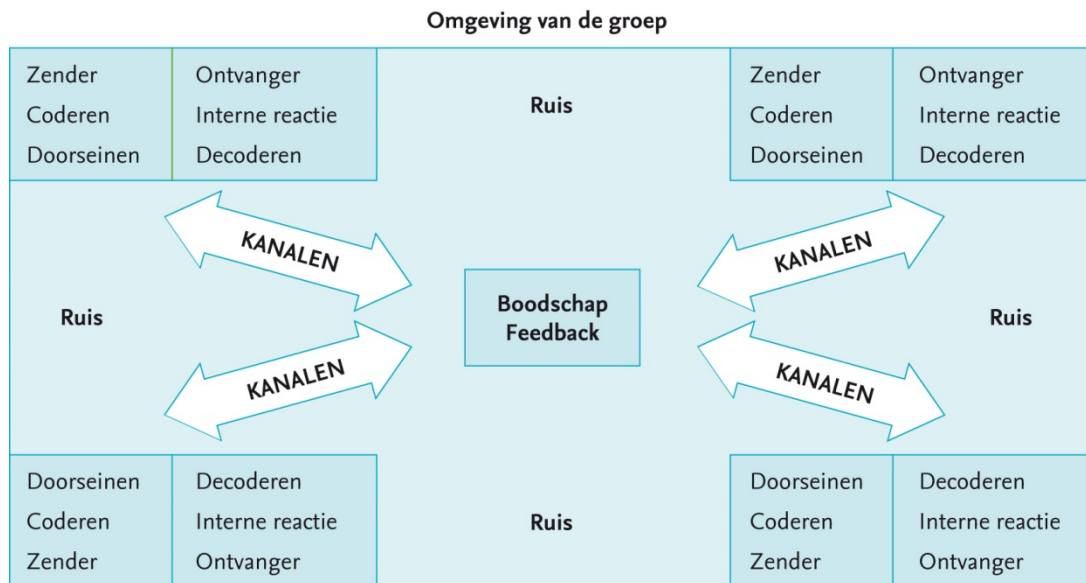 Omgeving van de groep
Zender Ontvanger
Coderen Interne reactie
Doorseinen Decoderen
Ruis
Zender Ontvanger
Coderen Interne reactie
Doorseinen Decoderen
KANALEN
KANALEN
Ruis
Boodschap
Feedback
Ruis
KANALEN
KANALEN
Doorseinen Decoderen
Coderen Interne reactie
Zender Ontvanger
Ruis
Doorseinen Decoderen
Coderen Interne reactie
Zender Ontvanger